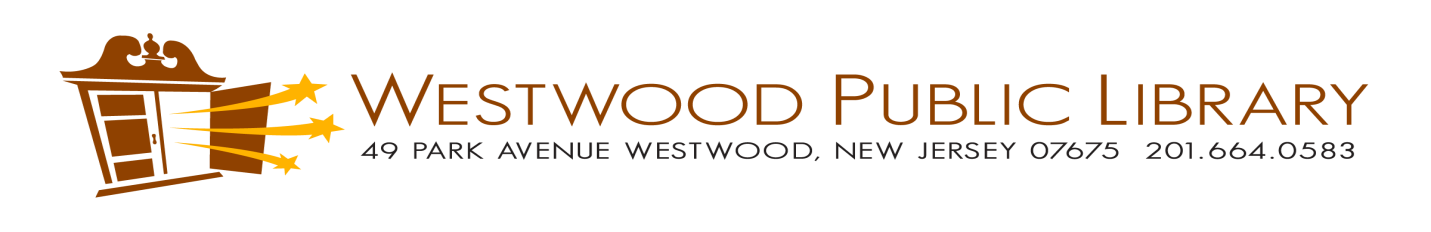 WESTWOOD PUBLIC LIBRARY
49 PARK AVENUE WESTWOOD, NEW JERSEY 07675 201.664.0583